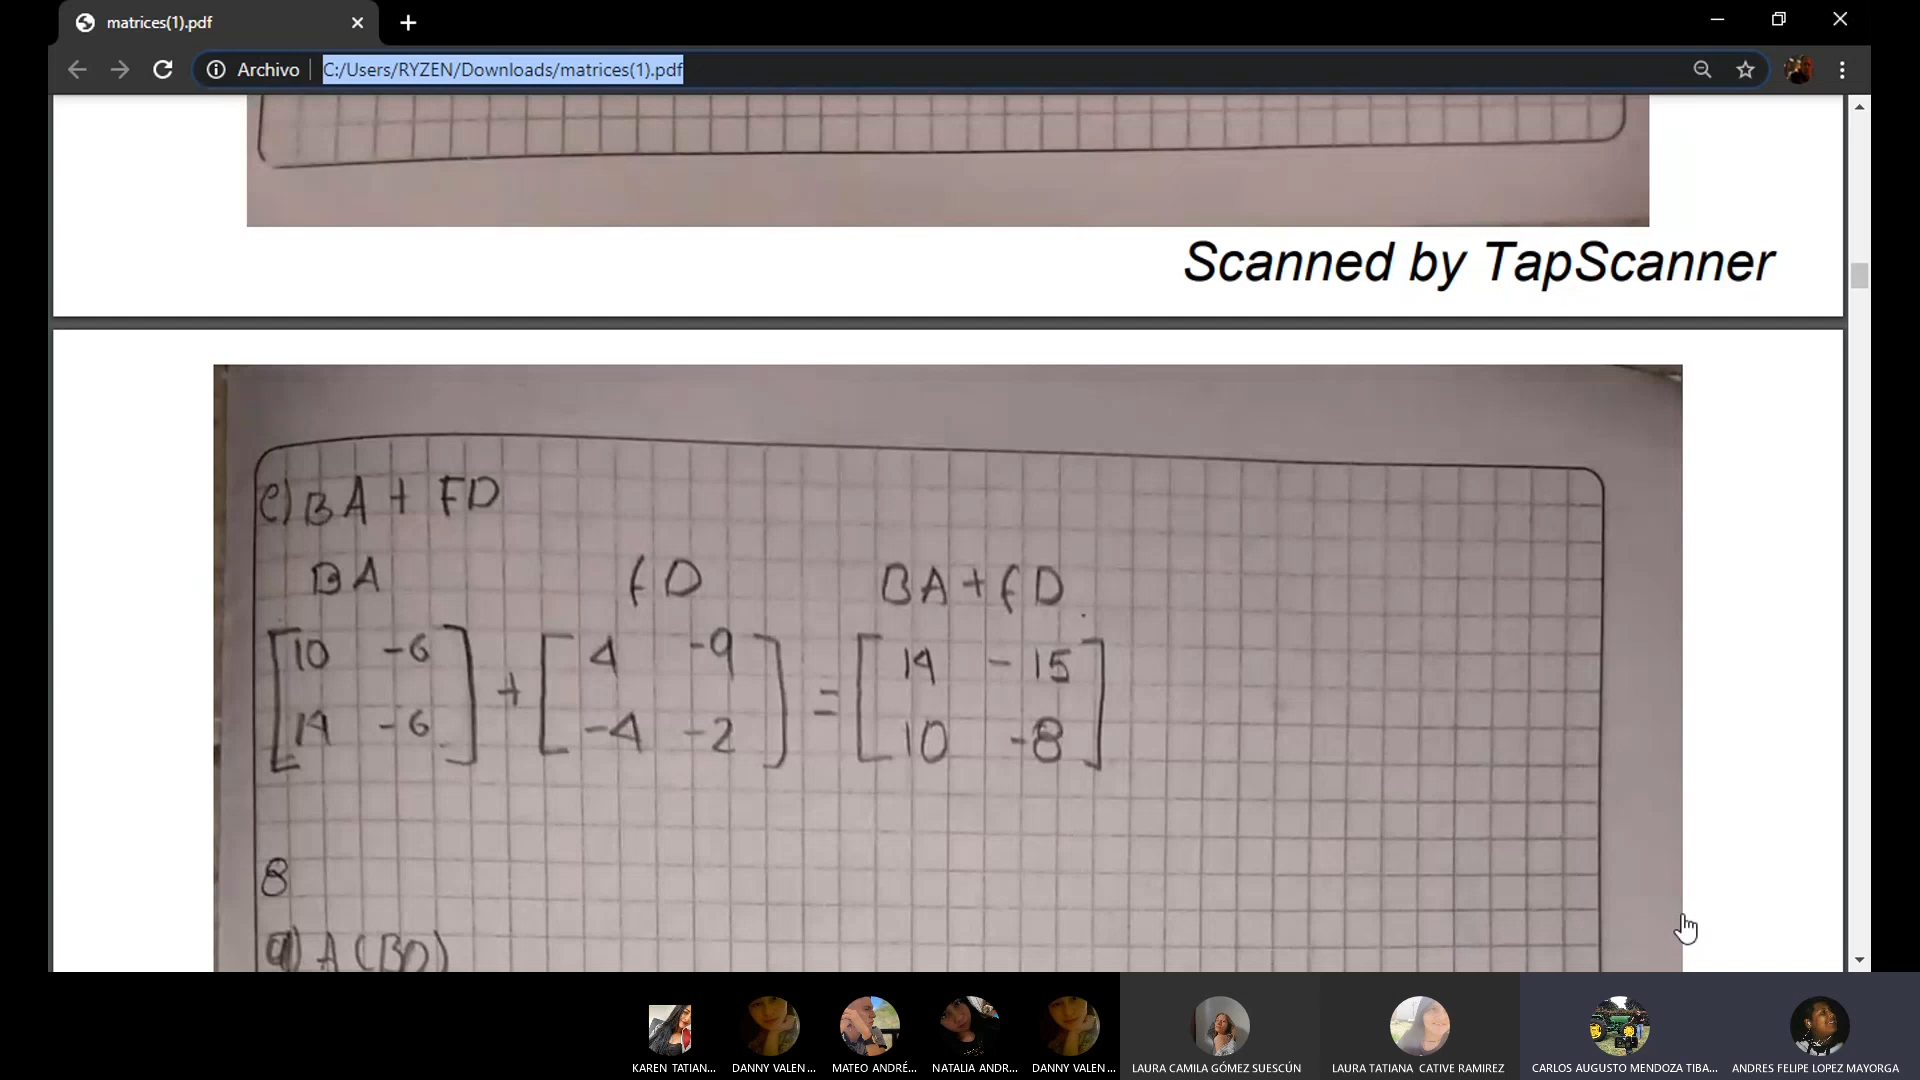 matrices(1).pdf
Archivo C:/Users/RYZEN/Downloads/matrices(1).pdf
Scanned by TapScanner
e) BA + FD
BA fD BA + fD
10 -6 + 4 -9 = 14 -15
14 -6 -4 -2 10 -8
8
a) A (BD)
KAREN TATIAN... DANNY VALEN ... MATEO ANDRÉ... NATALIA ANDR... DANNY VALEN ... LAURA CAMILA GÓMEZ SUESCÚN LAURA TATIANA CATIVE RAMIREZ CARLOS AUGUSTO MENDOZA TIBA... ANDRES FELIPE LOPEZ MAYORGA